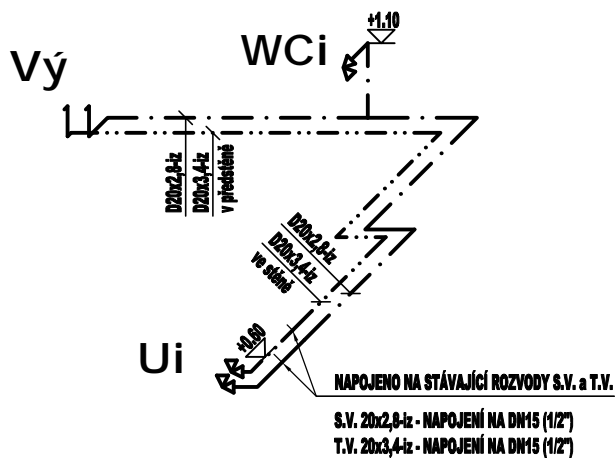 +1.10
WCi
Vý
D20x2,8-iz
D20x3,4-iz
v předstěně
D20x2,8-iz
D20x3,4-iz
ve stěně
+0.60
Ui
NAPOJENO NA STÁVAJÍCÍ ROZVODY S.V. a T.V.
S.V. 20x2,8-iz - NAPOJENÍ NA DN15 (1/2")
T.V. 20x3,4-iz - NAPOJENÍ NA DN15 (1/2")